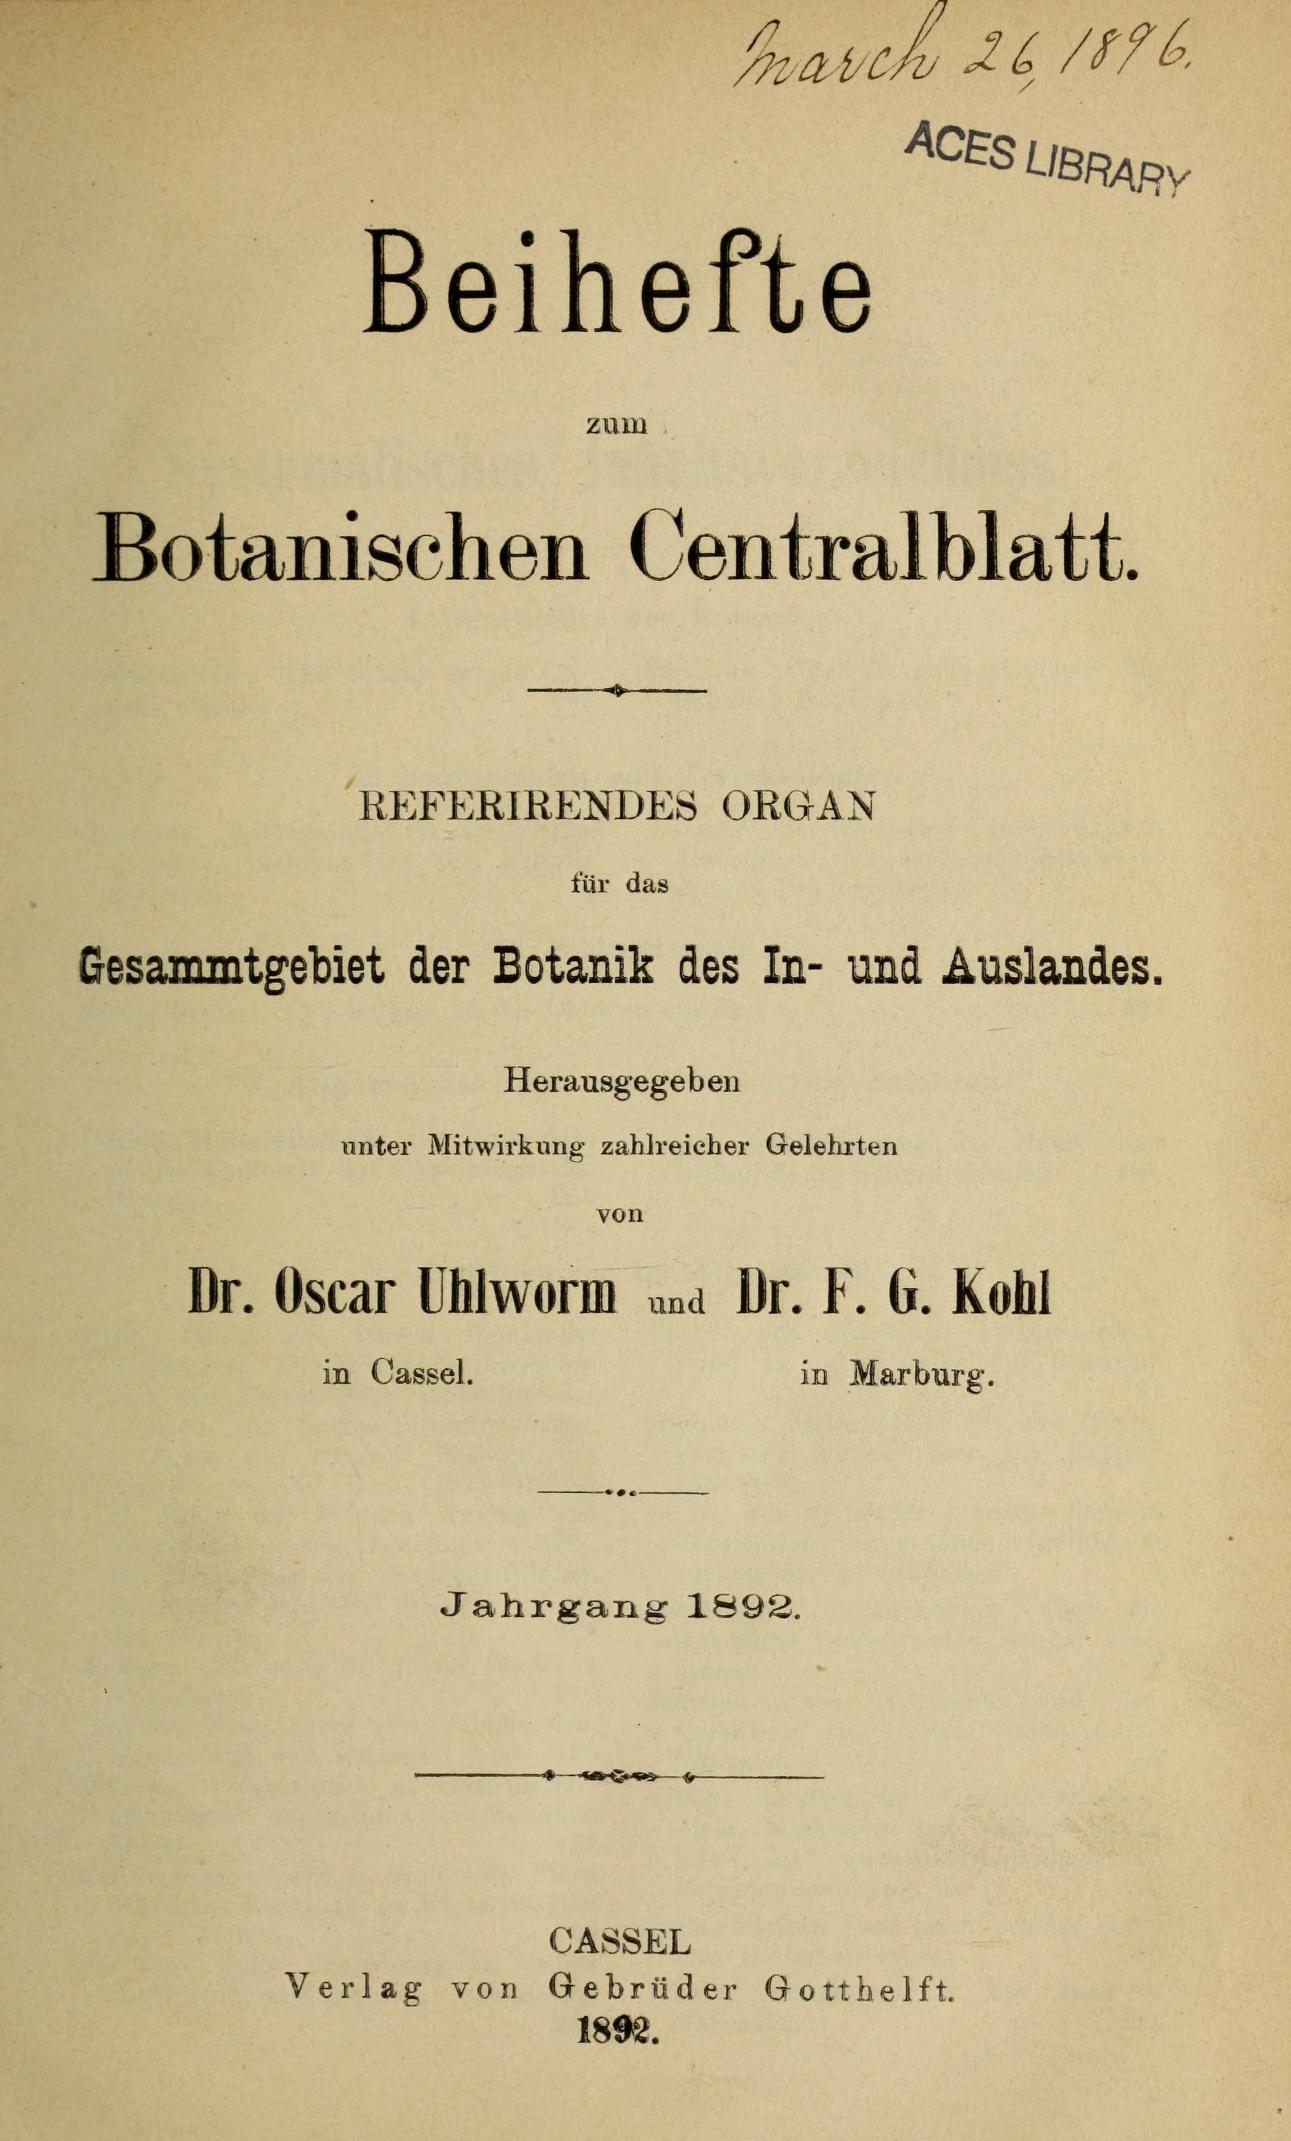 March 26, 1896.
ACES LIBRARY
Beihefte
zum
Botanischen Centralblatt.
REFERIRENDES ORGAN
für das
Gesammtgebiet der Botanik des In- und Auslandes.
Herausgegeben
unter Mitwirkung zahlreicher Gelehrten
von
Dr. Oscar Uhlworm und Dr. F. G. Kohl
in Cassel. in Marburg.
Jahrgang 1892.
CASSEL
Verlag von Gebrüder Gotthelft.
1892.